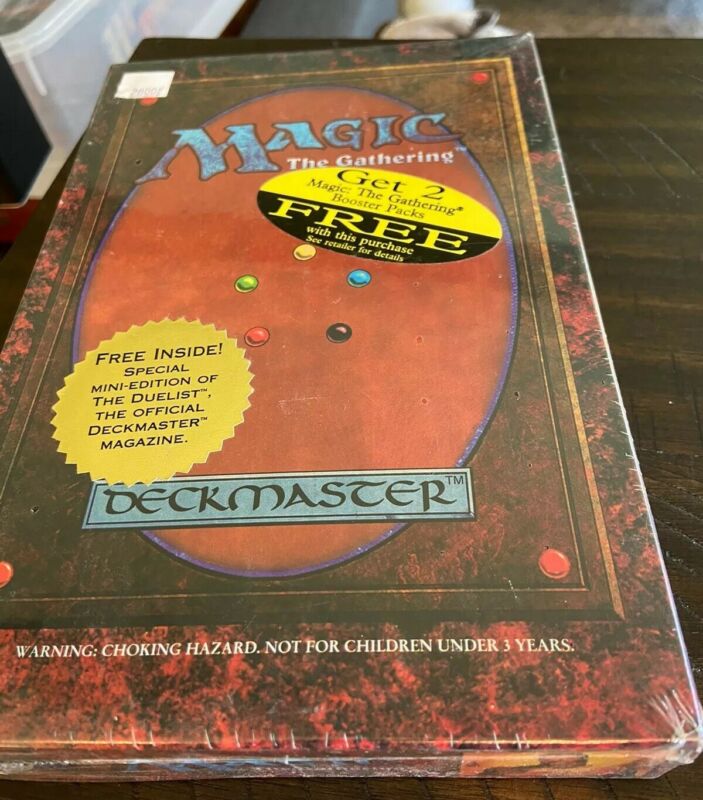 MAGIC
The Gathering™
Get 2
Magic: The Gathering®
Booster Packs
FREE
with this purchase
See retailer for details
FREE INSIDE!
SPECIAL
MINI-EDITION OF
THE DUELIST™,
THE OFFICIAL
DECKMASTER™
MAGAZINE.
DECKMASTER™
WARNING: CHOKING HAZARD. NOT FOR CHILDREN UNDER 3 YEARS.